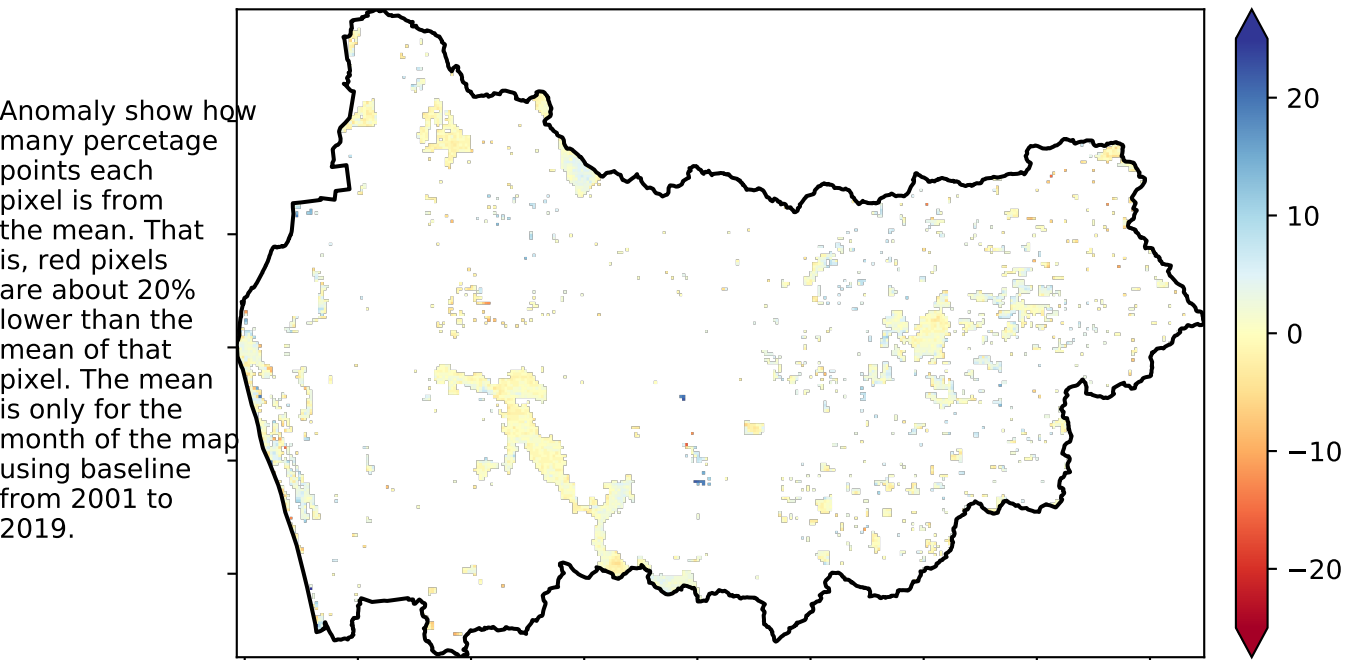 Anomaly show how
many percetage
points each
pixel is from
the mean. That
is, red pixels
are about 20%
lower than the
mean of that
pixel. The mean
is only for the
month of the map
using baseline
from 2001 to
2019.
20
10
0
−10
−20